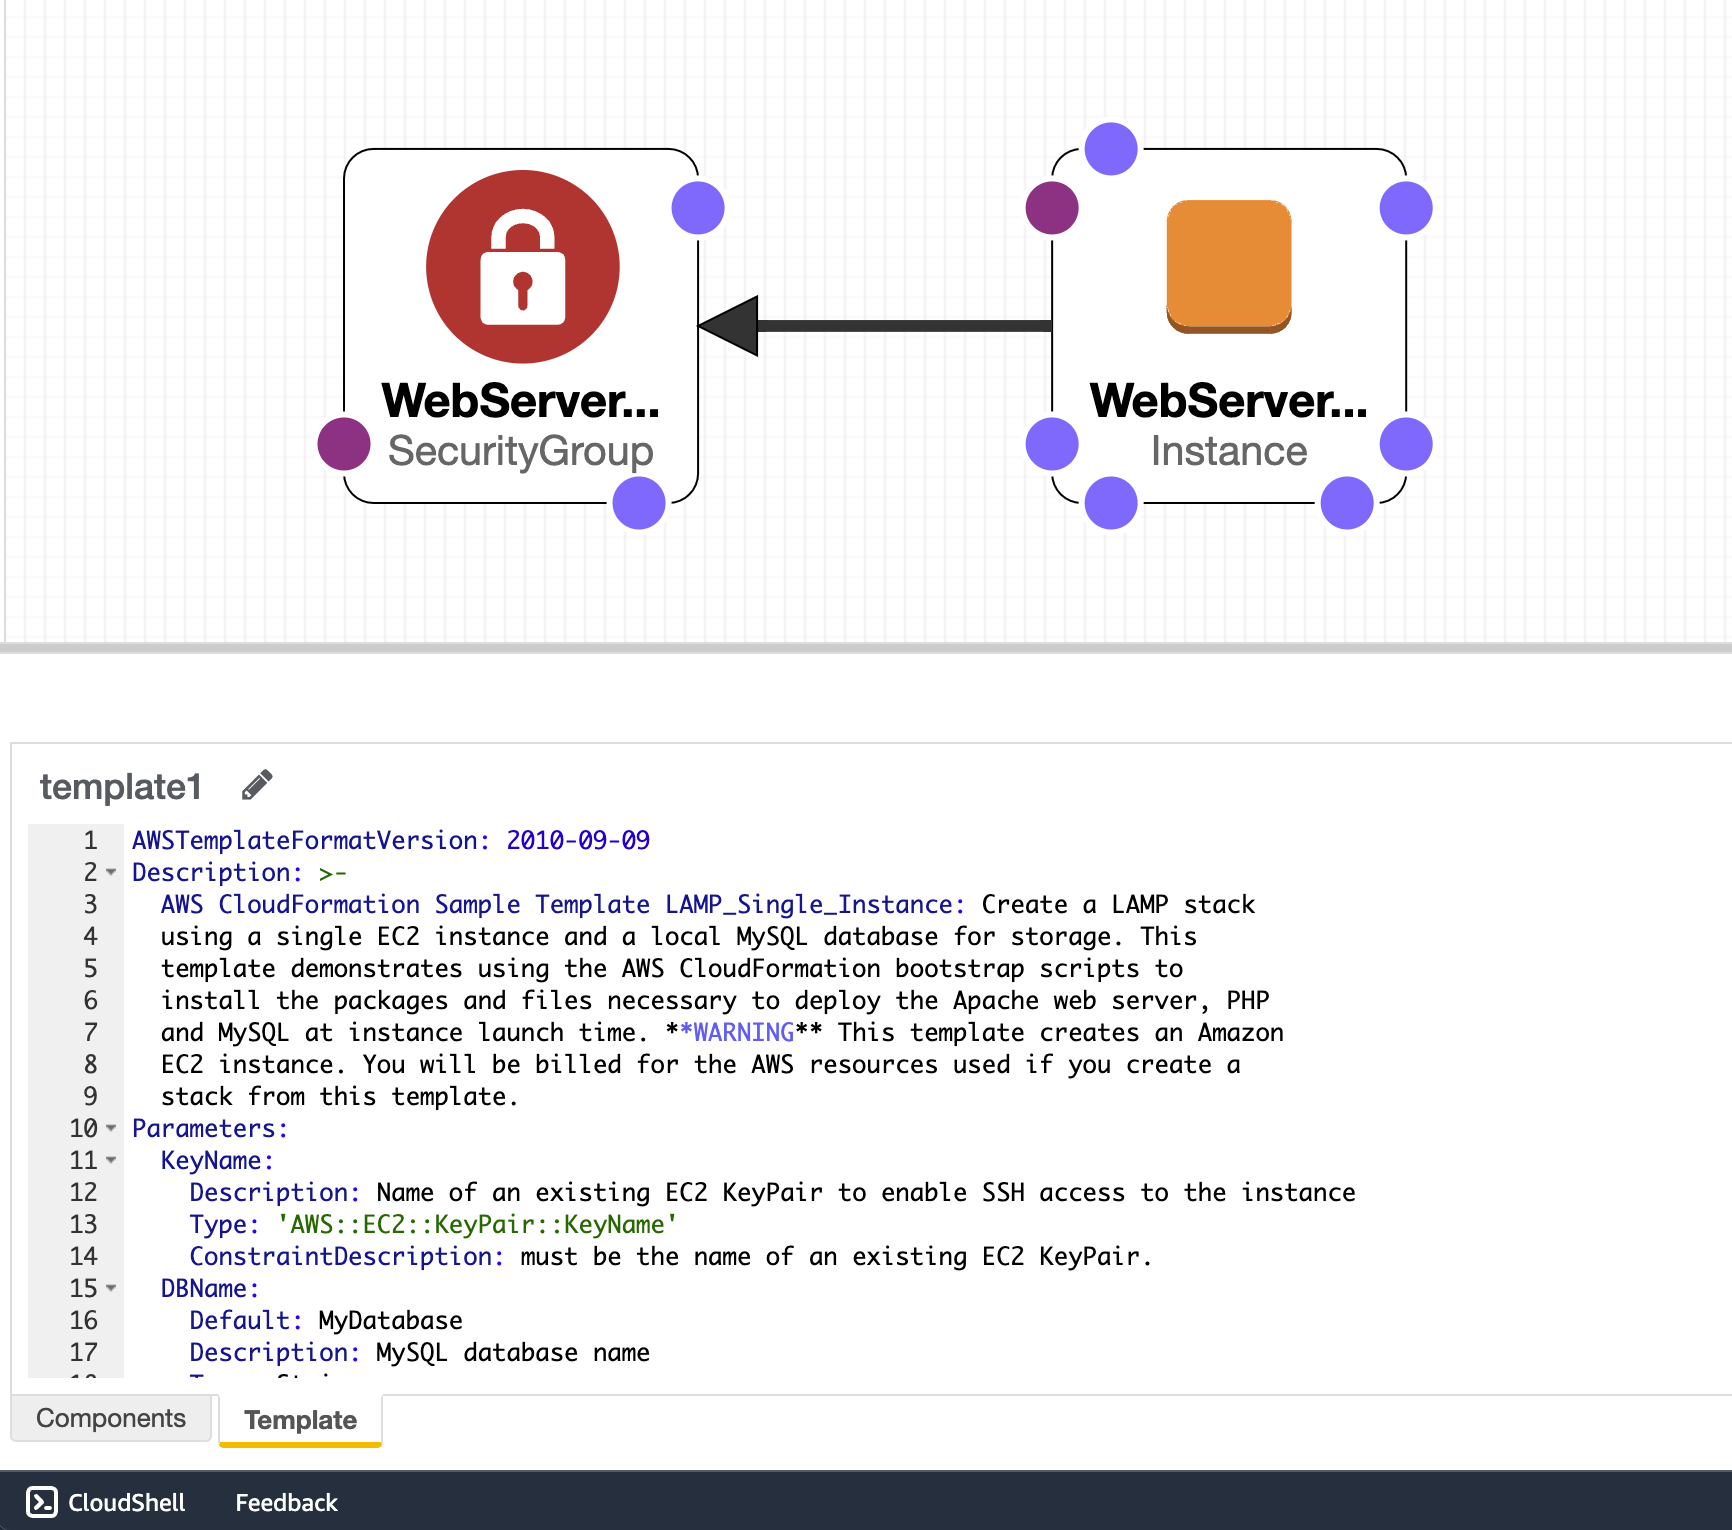 WebServer...
SecurityGroup
WebServer...
Instance
template1
1 AWSTemplateFormatVersion: 2010-09-09
2 Description: >-
3 AWS CloudFormation Sample Template LAMP_Single_Instance: Create a LAMP stack
4 using a single EC2 instance and a local MySQL database for storage. This
5 template demonstrates using the AWS CloudFormation bootstrap scripts to
6 install the packages and files necessary to deploy the Apache web server, PHP
7 and MySQL at instance launch time. **WARNING** This template creates an Amazon
8 EC2 instance. You will be billed for the AWS resources used if you create a
9 stack from this template.
10 Parameters:
11 KeyName:
12 Description: Name of an existing EC2 KeyPair to enable SSH access to the instance
13 Type: 'AWS::EC2::KeyPair::KeyName'
14 ConstraintDescription: must be the name of an existing EC2 KeyPair.
15 DBName:
16 Default: MyDatabase
17 Description: MySQL database name
Components
Template
CloudShell
Feedback